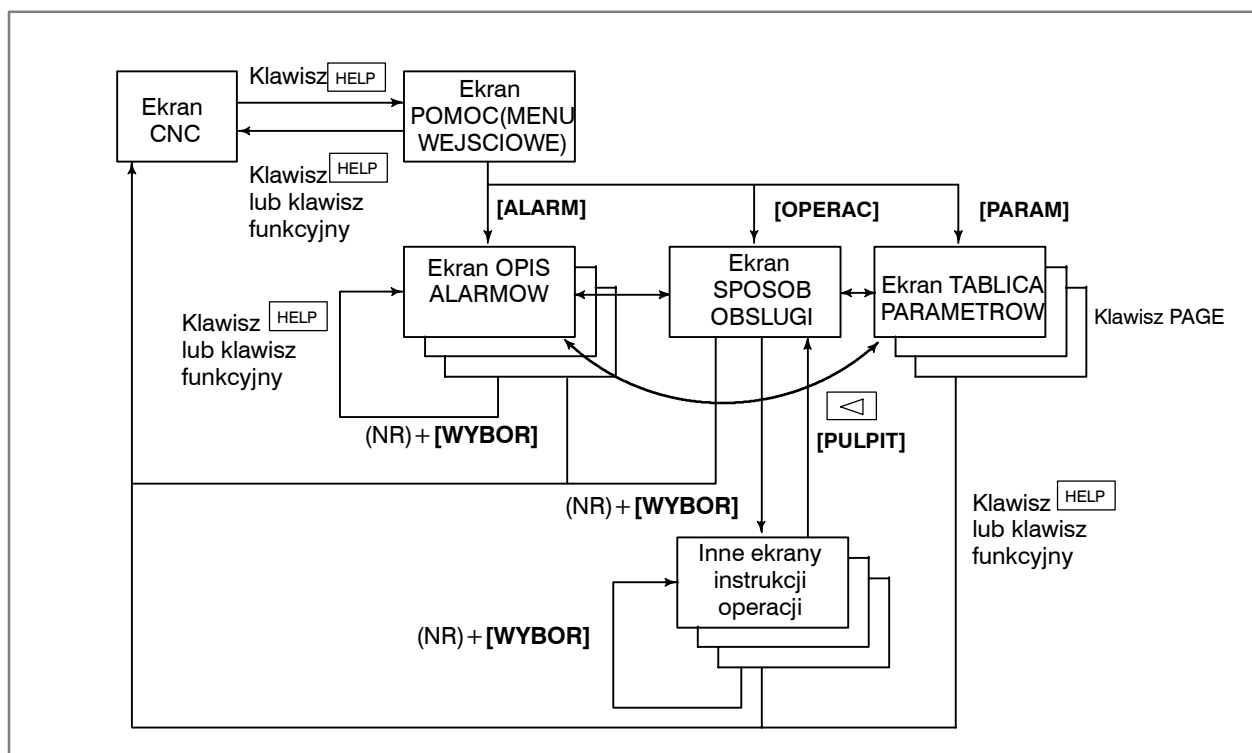 Klawisz HELP
Ekran
CNC
Ekran
POMOC(MENU
WEJSCIOWE)
Klawisz HELP
lub klawisz
funkcyjny
[ALARM]
[OPERAC]
[PARAM]
Ekran OPIS
ALARMOW
Ekran
SPOSOB
OBSLUGI
Ekran TABLICA
PARAMETROW
Klawisz PAGE
Klawisz HELP
lub klawisz
funkcyjny
(NR)+[WYBOR]
[PULPIT]
(NR)+[WYBOR]
Klawisz HELP
lub klawisz
funkcyjny
Inne ekrany
instrukcji
operacji
(NR)+[WYBOR]